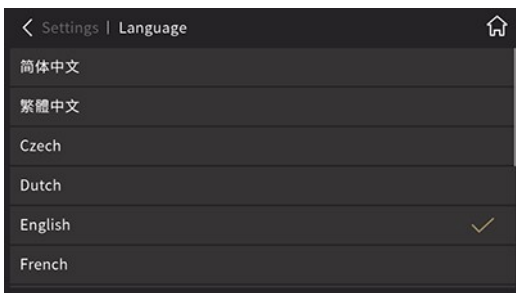 Settings | Language
简体中文
繁體中文
Czech
Dutch
English
French